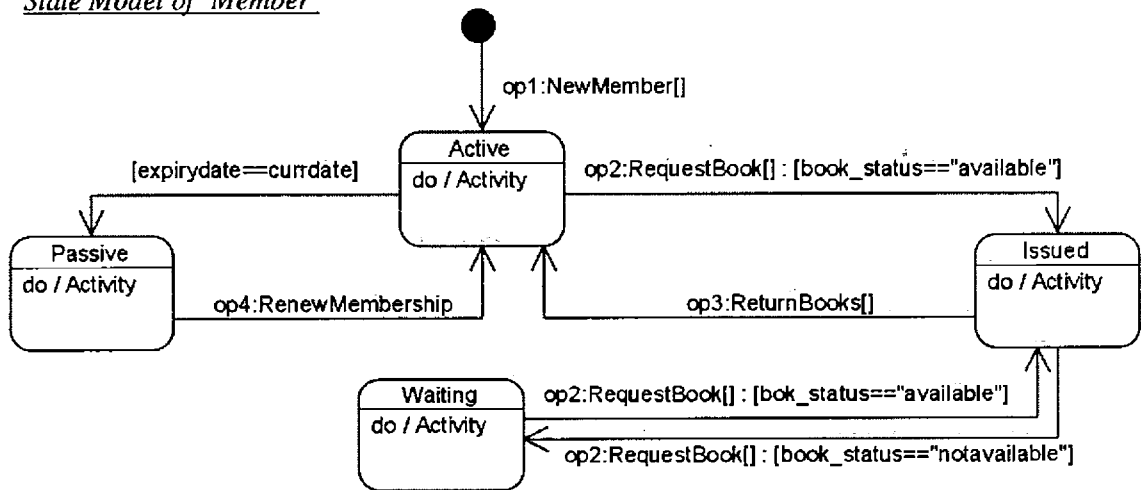 State Model of 'Member'
op1:NewMember[]
Active
do / Activity
[expirydate==currdate]
op2:RequestBook[] : [book_status=="available"]
Passive
do / Activity
Issued
do / Activity
op4:RenewMembership
op3:ReturnBooks[]
Waiting
do / Activity
op2:RequestBook[] : [bok_status=="available"]
op2:RequestBook[] : [book_status=="notavailable"]